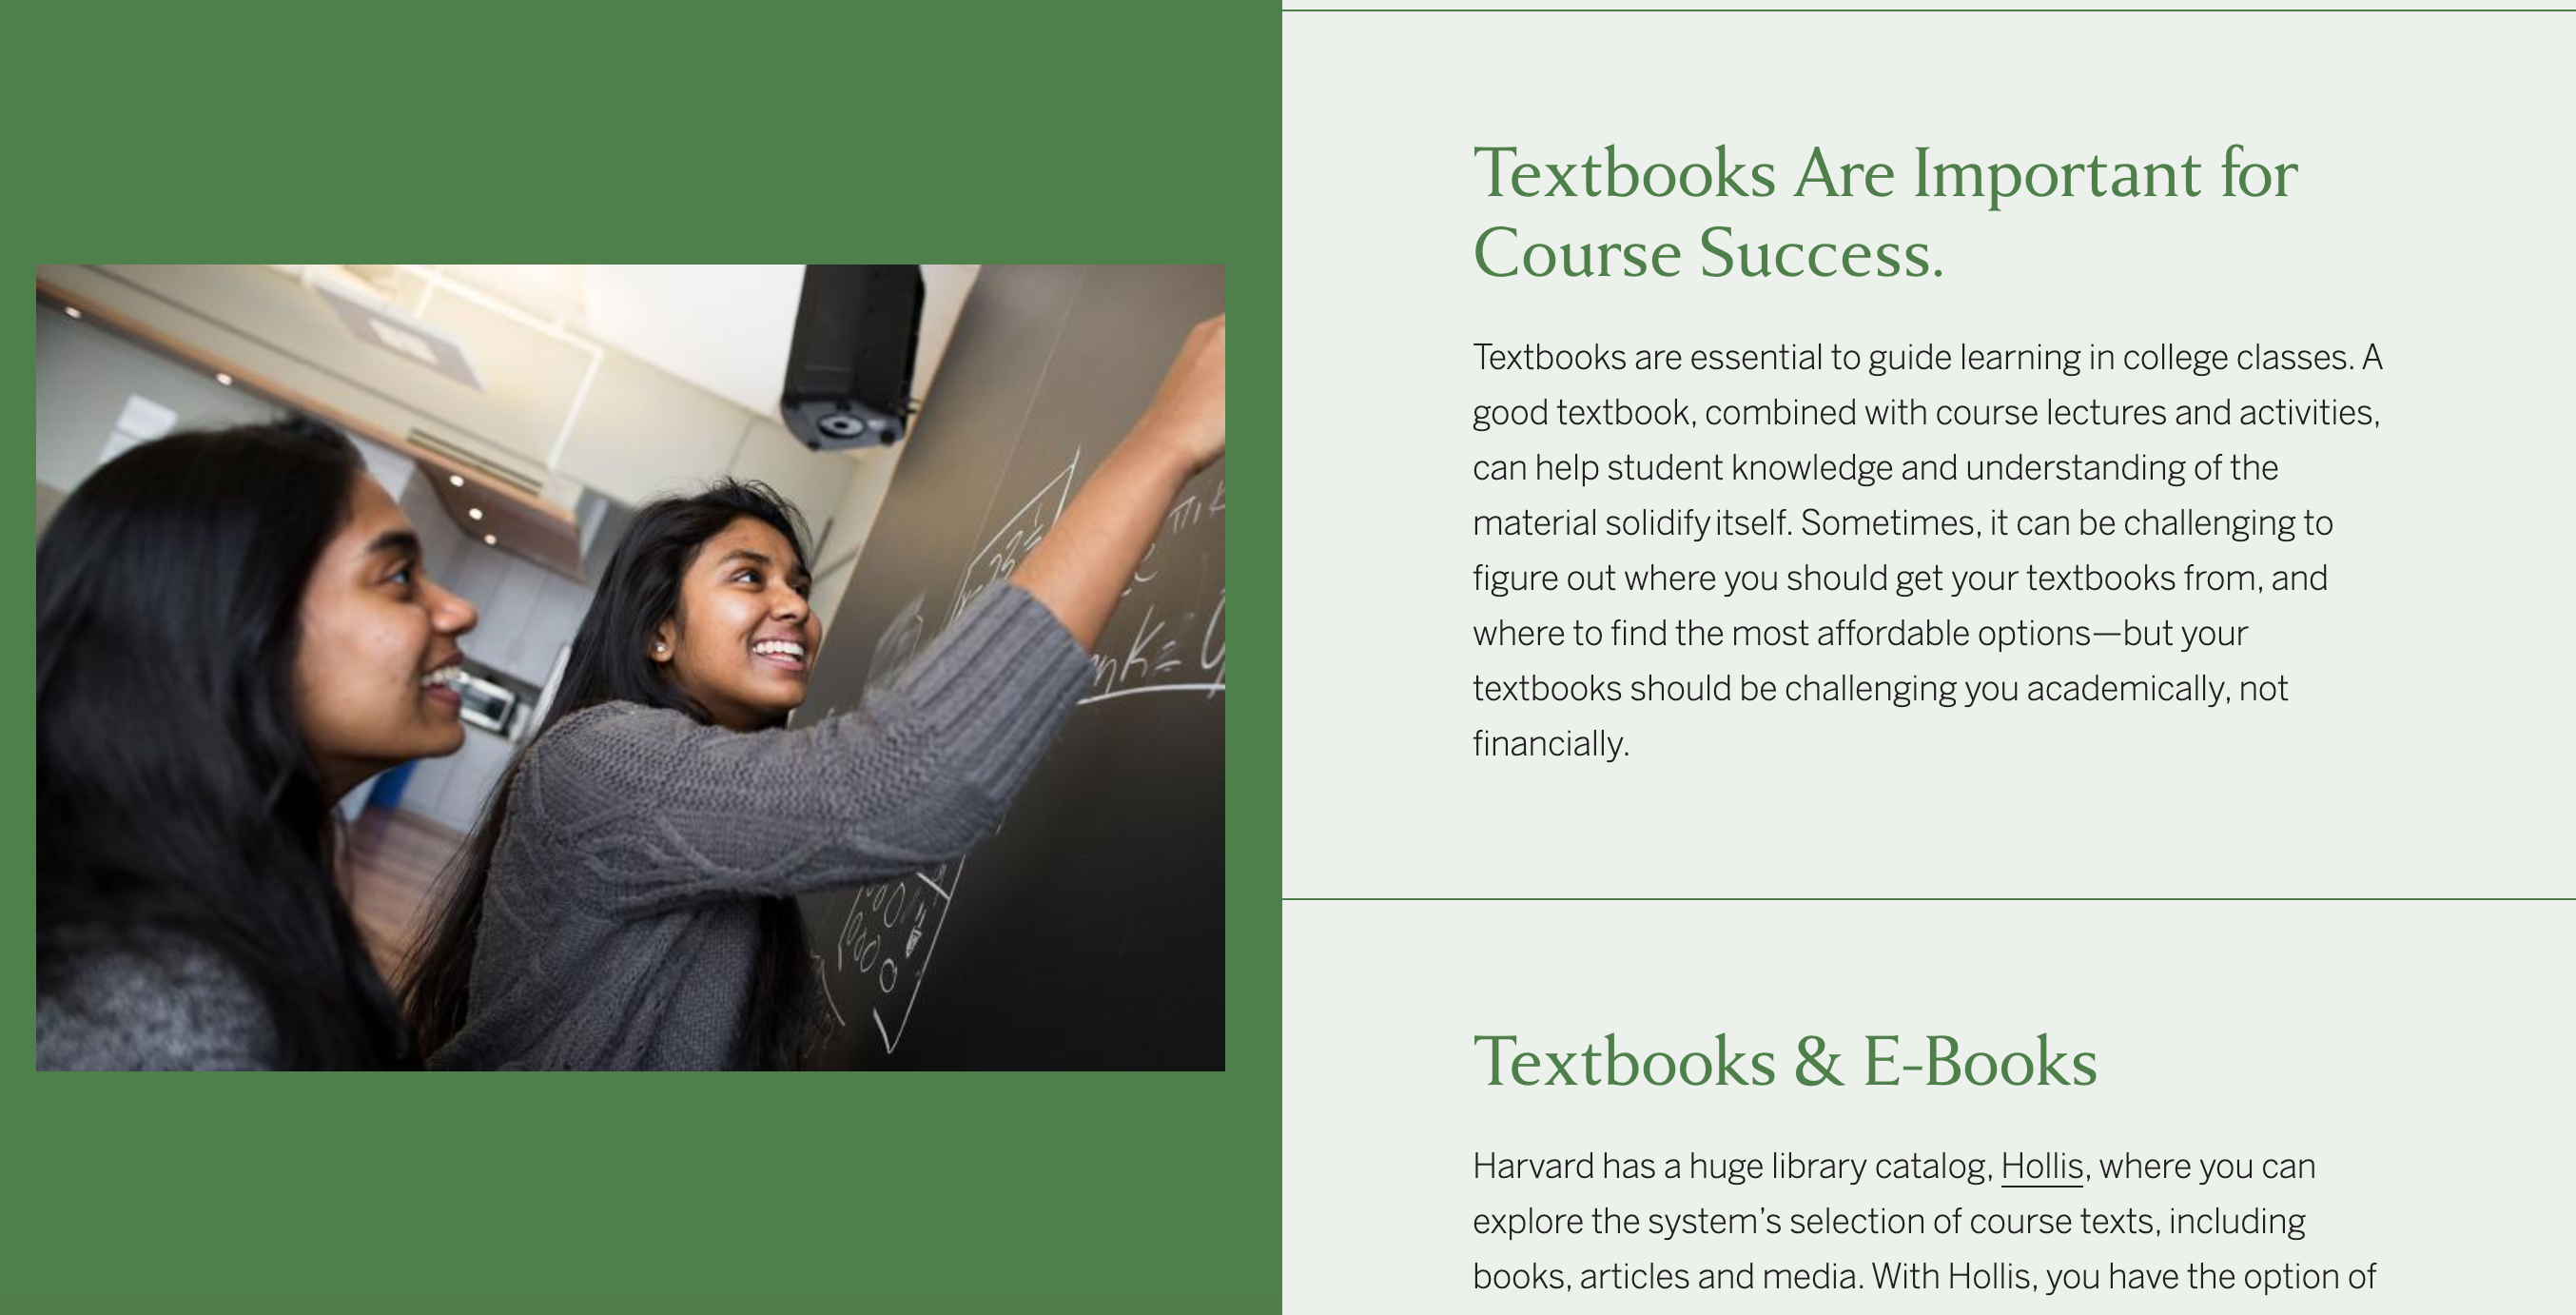 Textbooks Are Important for
Course Success.
Textbooks are essential to guide learning in college classes. A
good textbook, combined with course lectures and activities,
can help student knowledge and understanding of the
material solidify itself. Sometimes, it can be challenging to
figure out where you should get your textbooks from, and
where to find the most affordable options—but your
textbooks should be challenging you academically, not
financially.
Textbooks & E-Books
Harvard has a huge library catalog, Hollis, where you can
explore the system's selection of course texts, including
books, articles and media. With Hollis, you have the option of